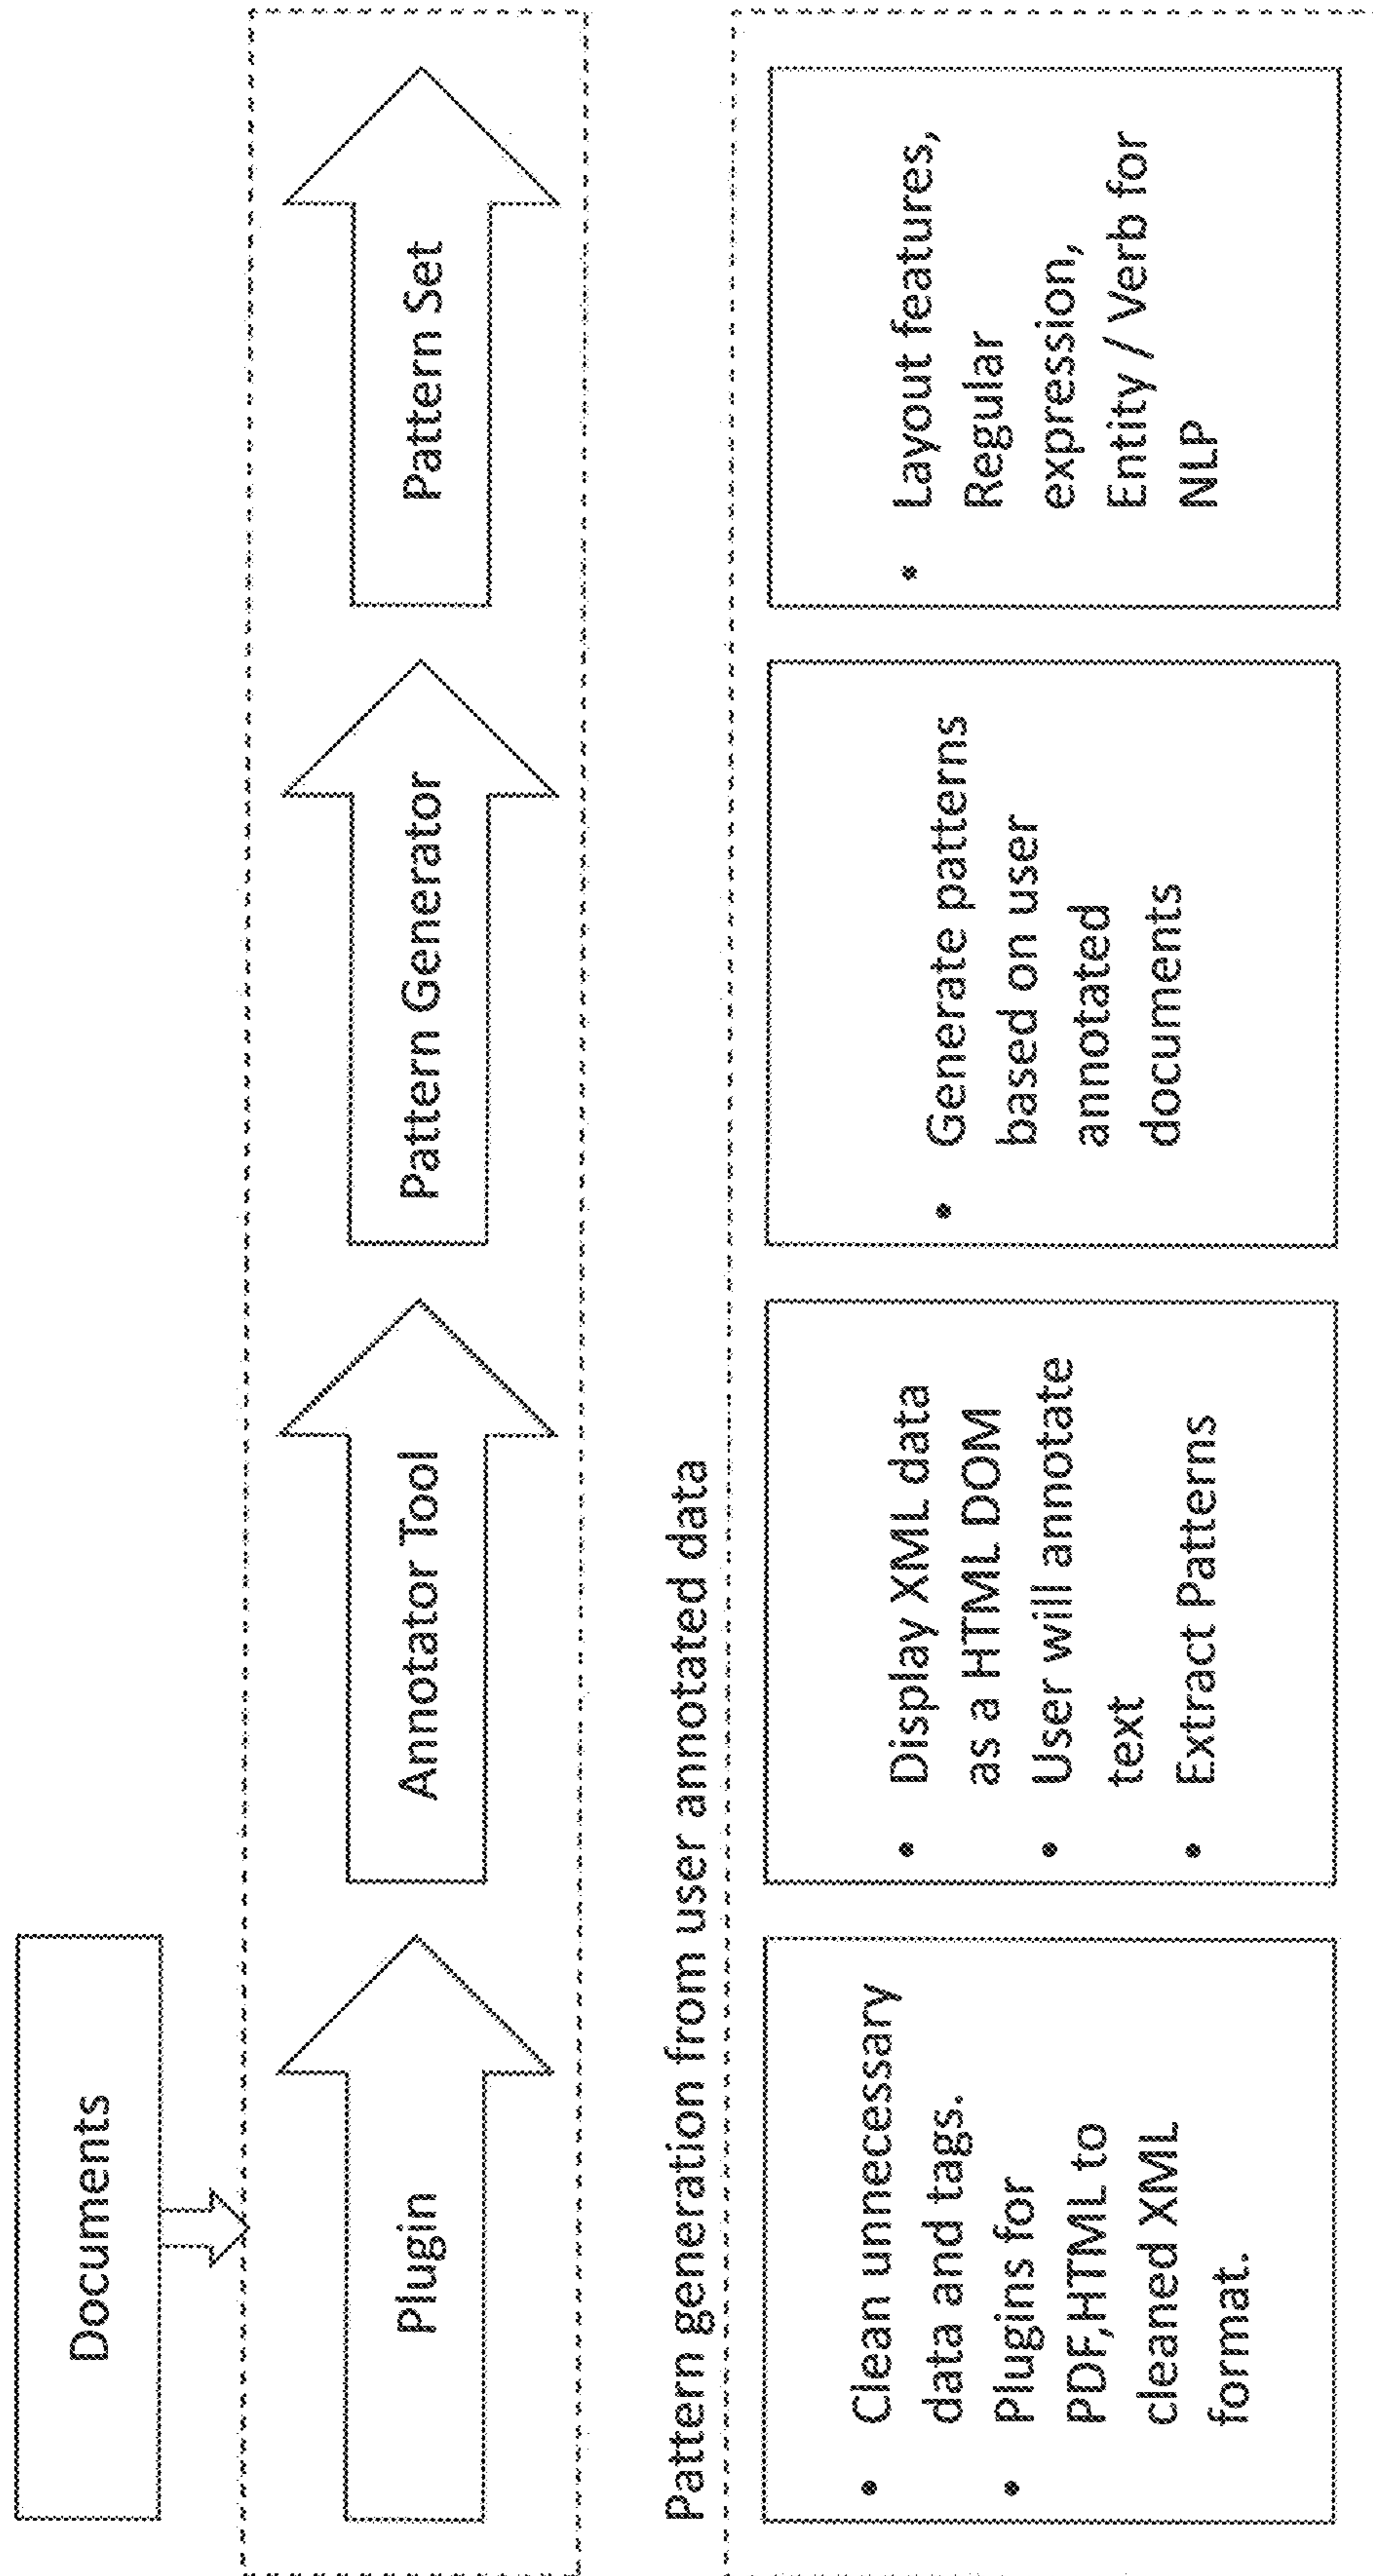 Documents
Plugin
Annotator Tool
Pattern Generator
Pattern Set
Pattern generation from user annotated data
• Clean unnecessary
data and tags.
• Plugins for
PDF,HTML to
cleaned XML
format.
• Display XML data
as a HTML DOM
• User will annotate
text
• Extract Patterns
• Generate patterns
based on user
annotated
documents
• Layout features,
Regular
expression,
Entity / Verb for
NLP